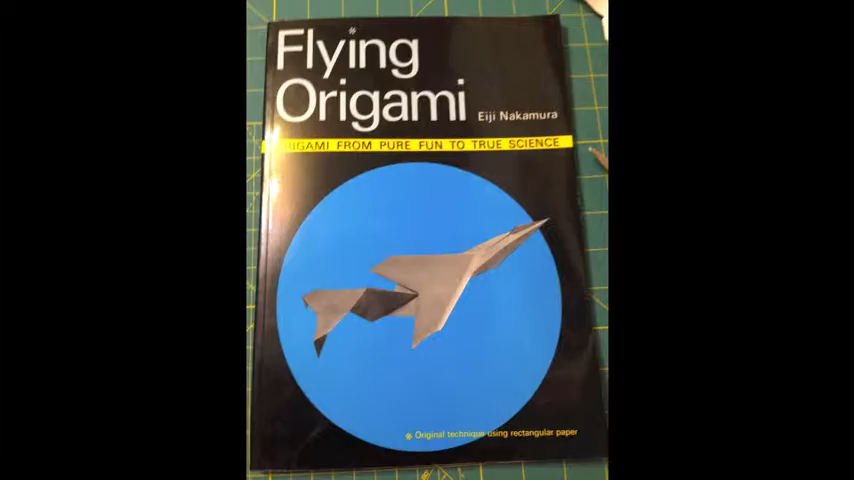 Flying
Origami
Eiji Nakamura
ORIGAMI FROM PURE FUN TO TRUE SCIENCE
※ Original technique using rectangular paper